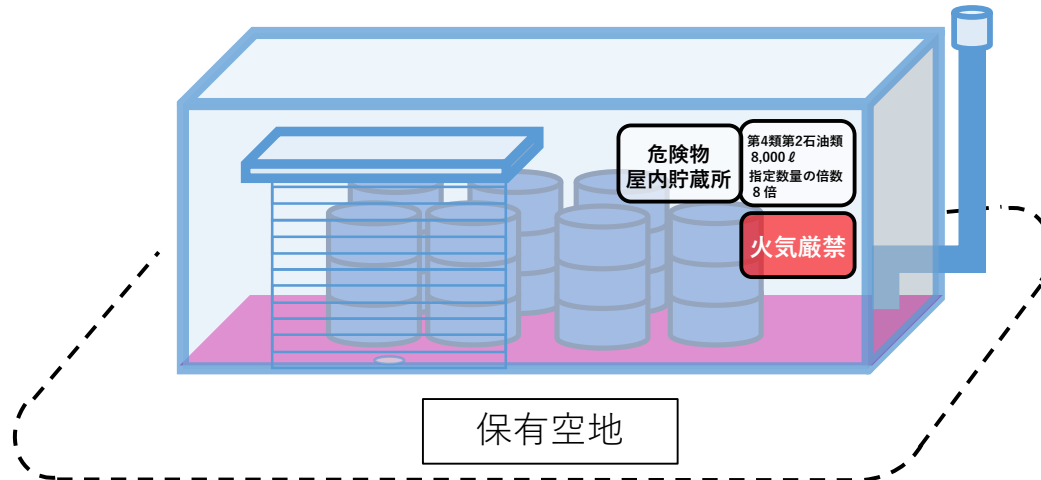 危険物
屋内貯蔵所
第4類第2石油類
8,000ℓ
指定数量の倍数
8倍
火気厳禁
保有空地